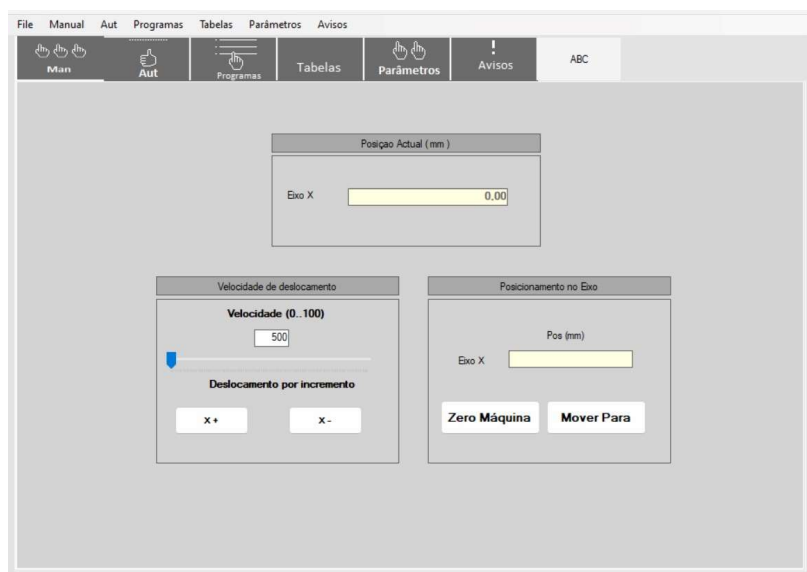 File Manual Aut Programas Tabelas Parâmetros Avisos
Man Aut Programas Tabelas Parâmetros Avisos ABC
Posiçao Actual ( mm )
Eixo X 0,00
Velocidade de deslocamento
Velocidade (0..100)
500
Deslocamento por incremento
X + X -
Posicionamento no Eixo
Pos (mm)
Eixo X
Zero Máquina Mover Para